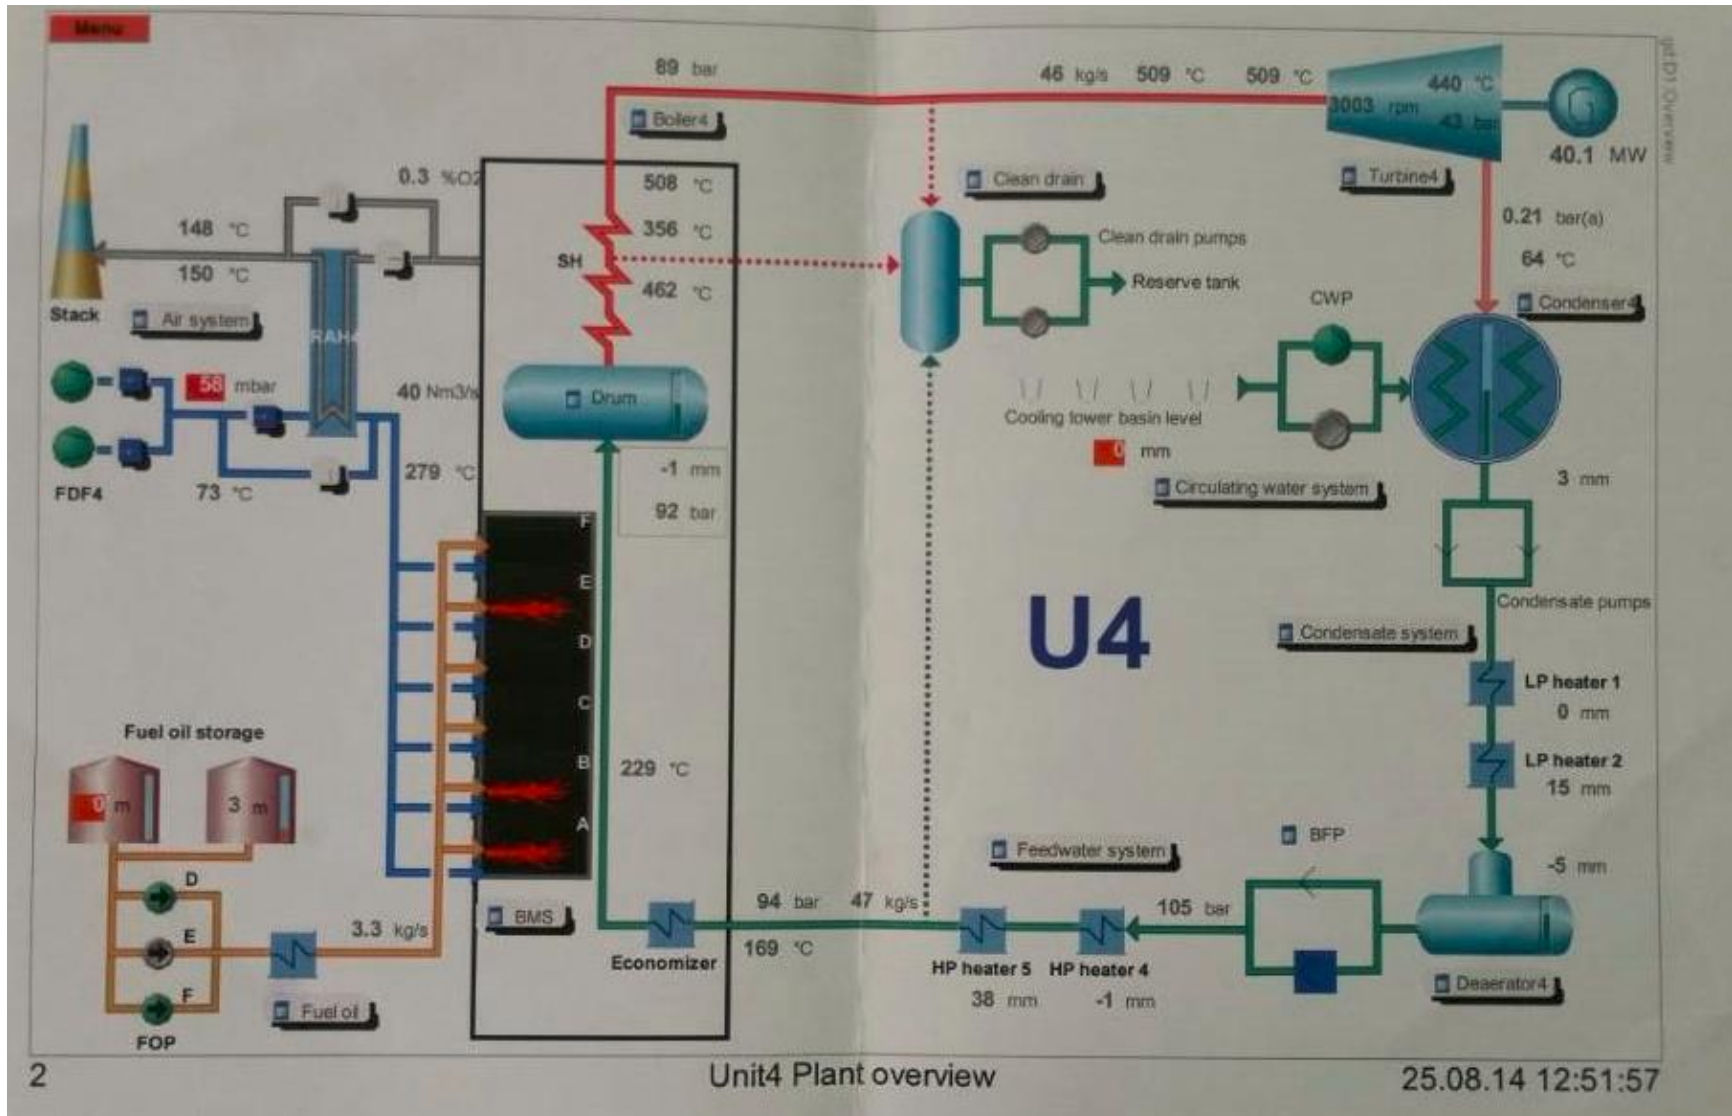 Menu
89 bar
46 kg/s 509 °C 509 °C
440 °C
3003 rpm
43 bar
G
40.1 MW
Boiler4
0.3 %O2
508 °C
Clean drain
Turbine4
148 °C
356 °C
0.21 bar(a)
Clean drain pumps
150 °C
SH
462 °C
64 °C
Reserve tank
Stack
Air system
CWP
Condenser4
58 mbar
40 Nm3/s
Drum
Cooling tower basin level
0 mm
FDF4
73 °C
279 °C
-1 mm
92 bar
Circulating water system
3 mm
F
E
D
C
B
A
U4
Condensate pumps
Condensate system
LP heater 1
0 mm
LP heater 2
15 mm
Fuel oil storage
0 m
3 m
229 °C
BFP
Feedwater system
-5 mm
D
E
F
FOP
3.3 kg/s
Fuel oil
BMS
94 bar 47 kg/s
105 bar
169 °C
Economizer
HP heater 5 HP heater 4
38 mm -1 mm
Deaerator4
2 Unit4 Plant overview 25.08.14 12:51:57